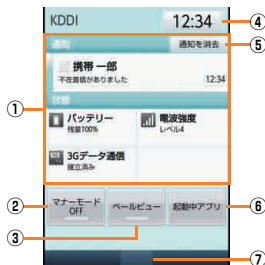 KDDI 12:34 ④
通知 通知を消去 ⑤
携帯 一郎
不在着信がありました 12:34
①
状態
バッテリー 電波強度
残量100% レベル4
3Gデータ通信
確立済み
② マナーモード OFF ベールビュー 起動中アプリ ⑥
③
⑦